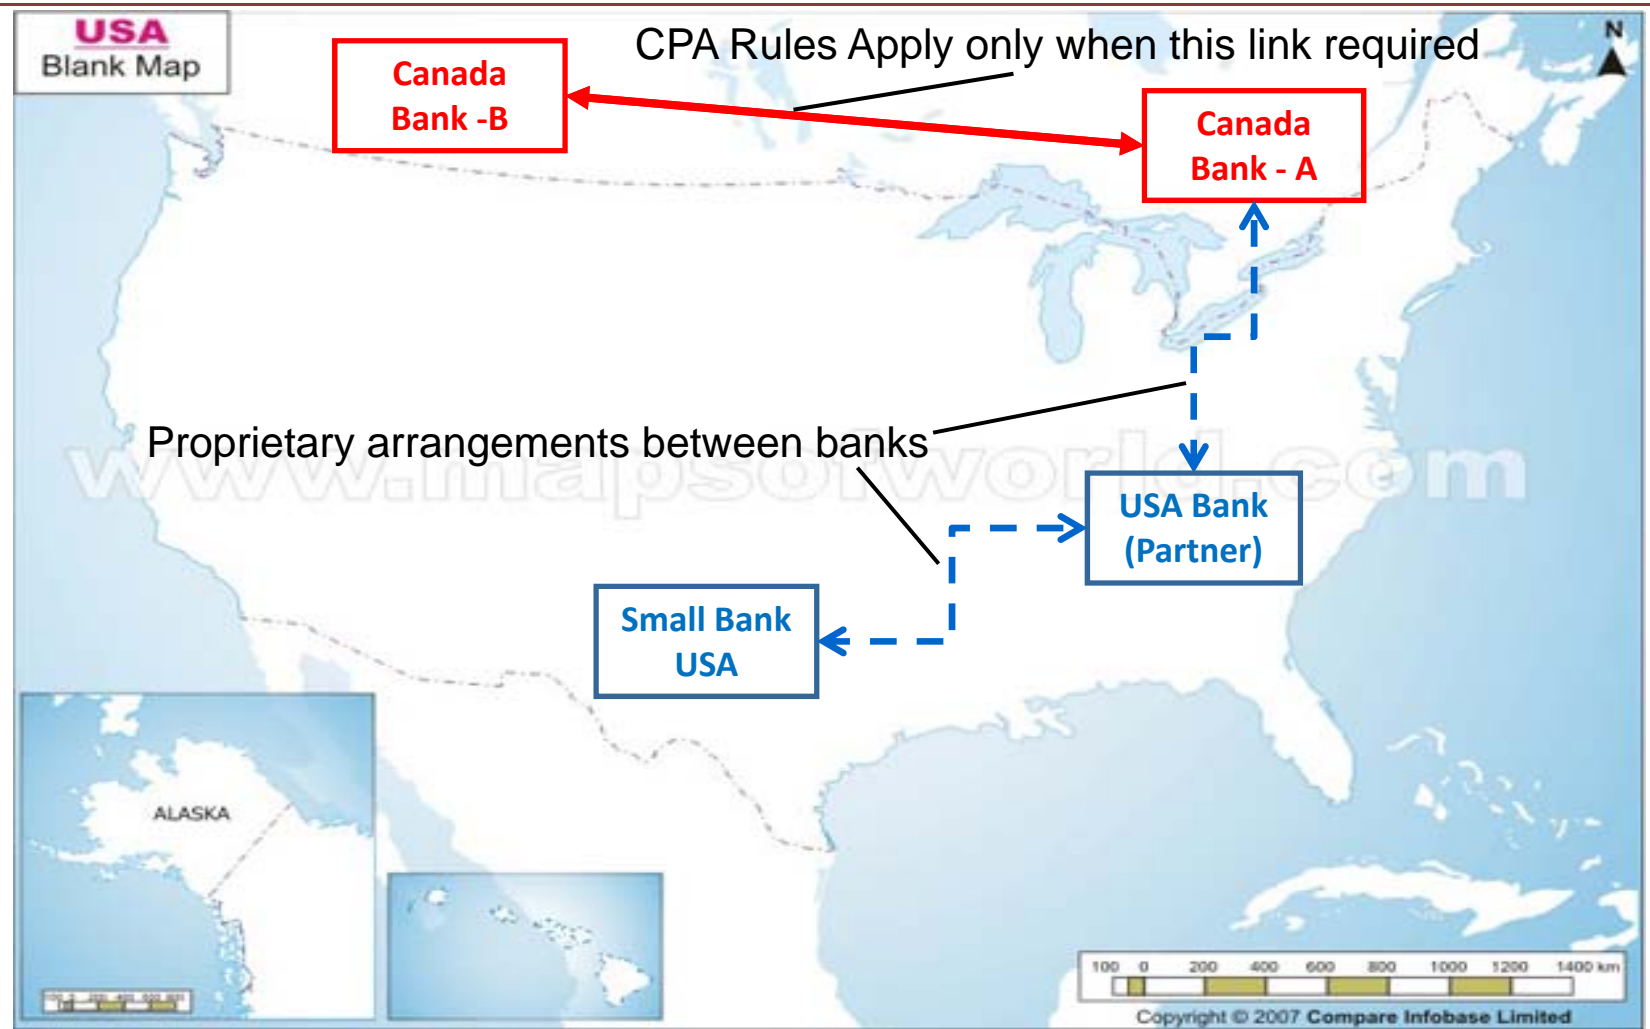 USA
Blank Map
CPA Rules Apply only when this link required
N
Canada
Bank -B
Canada
Bank - A
Proprietary arrangements between banks
www.mapsofworld.com
USA Bank
(Partner)
Small Bank
USA
ALASKA
100 0 200 400 600 800 1000 1200 1400 km
Copyright © 2007 Compare Infobase Limited